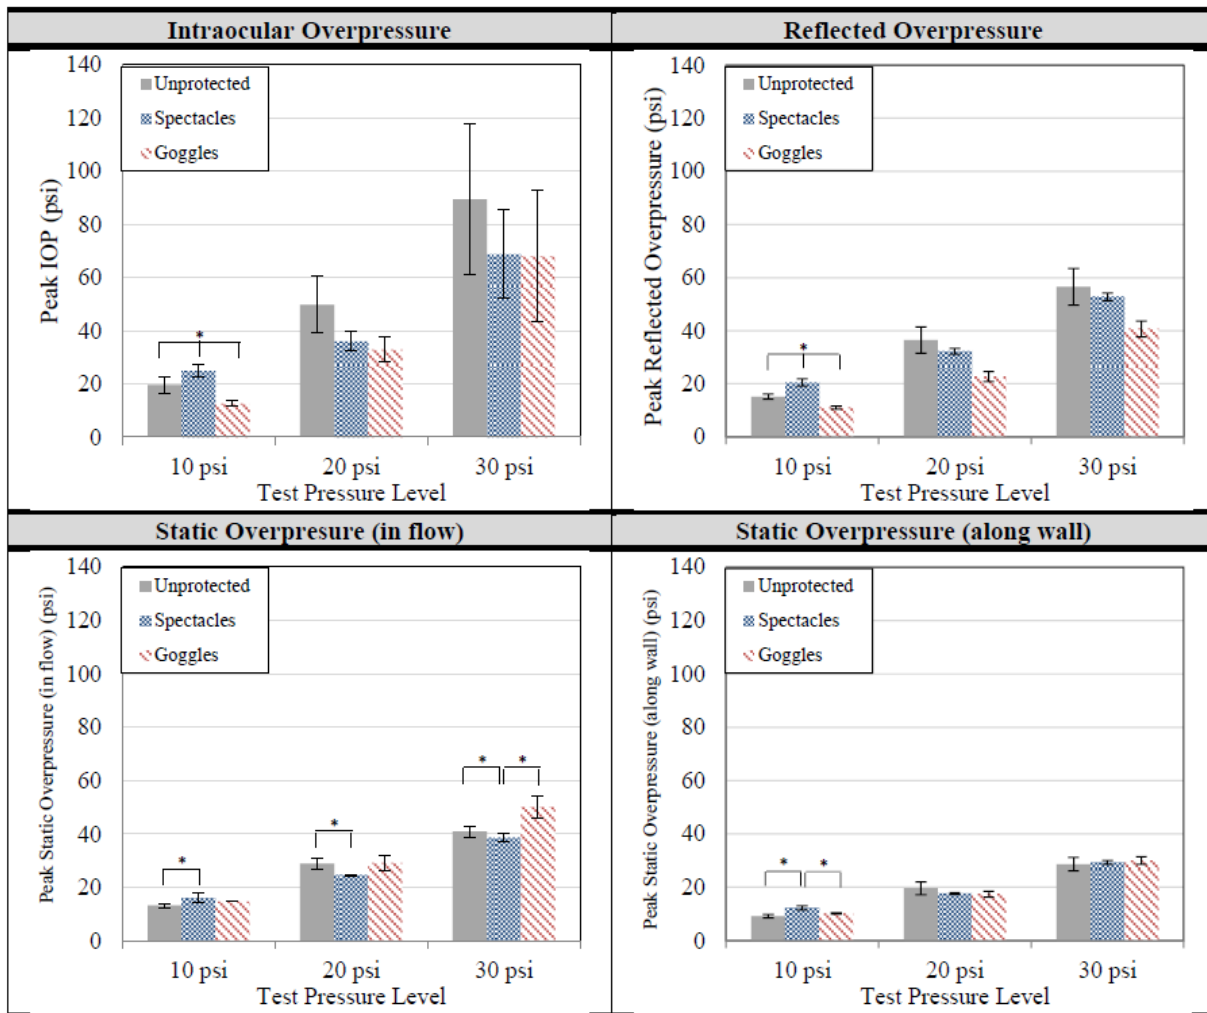 Intraocular Overpressure
Peak IOP (psi)
140
120
100
80
60
40
20
0
Unprotected
Spectacles
Goggles
*
10 psi 20 psi 30 psi
Test Pressure Level
Reflected Overpressure
Peak Reflected Overpressure (psi)
140
120
100
80
60
40
20
0
Unprotected
Spectacles
Goggles
*
10 psi 20 psi 30 psi
Test Pressure Level
Static Overpresure (in flow)
Peak Static Overpressure (in flow) (psi)
140
120
100
80
60
40
20
0
Unprotected
Spectacles
Goggles
* * * *
10 psi 20 psi 30 psi
Test Pressure Level
Static Overpressure (along wall)
Peak Static Overpressure (along wall) (psi)
140
120
100
80
60
40
20
0
Unprotected
Spectacles
Goggles
* *
10 psi 20 psi 30 psi
Test Pressure Level